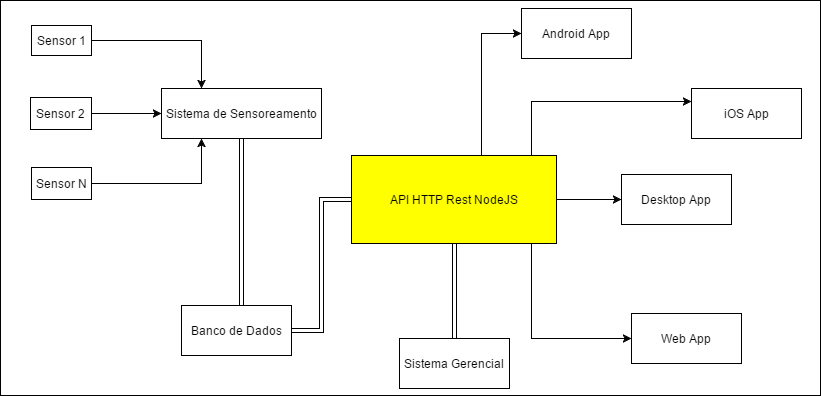 Sensor 1
Android App
Sensor 2
Sistema de Sensoreamento
iOS App
Sensor N
API HTTP Rest NodeJS
Desktop App
Banco de Dados
Web App
Sistema Gerencial